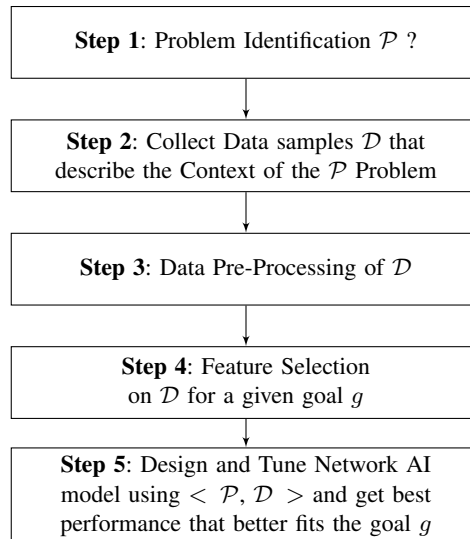 Step 1: Problem Identification 𝒫 ?
Step 2: Collect Data samples 𝒟 that
describe the Context of the 𝒫 Problem
Step 3: Data Pre-Processing of 𝒟
Step 4: Feature Selection
on 𝒟 for a given goal g
Step 5: Design and Tune Network AI
model using < 𝒫, 𝒟 > and get best
performance that better fits the goal g